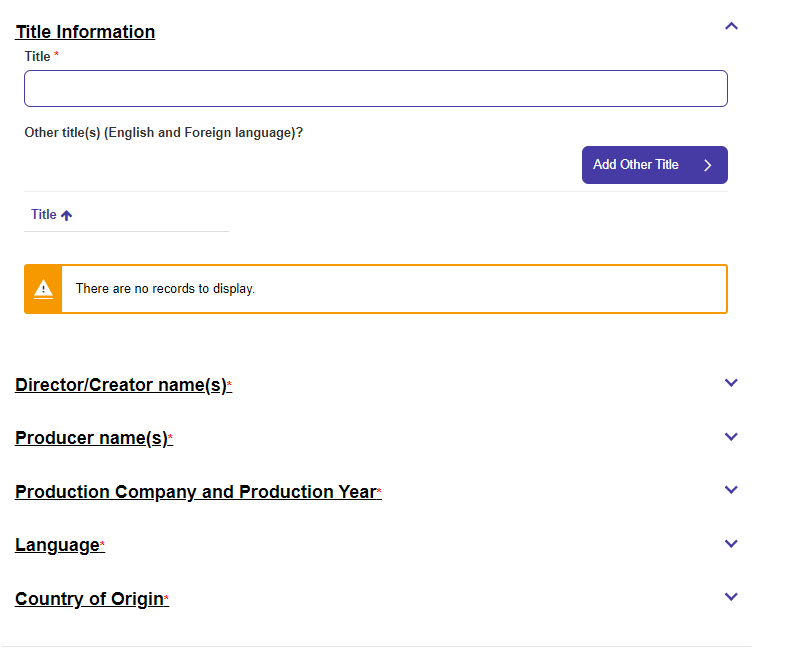 Title Information
Title *
Other title(s) (English and Foreign language)?
Add Other Title
Title
There are no records to display.
Director/Creator name(s)*
Producer name(s)*
Production Company and Production Year*
Language*
Country of Origin*